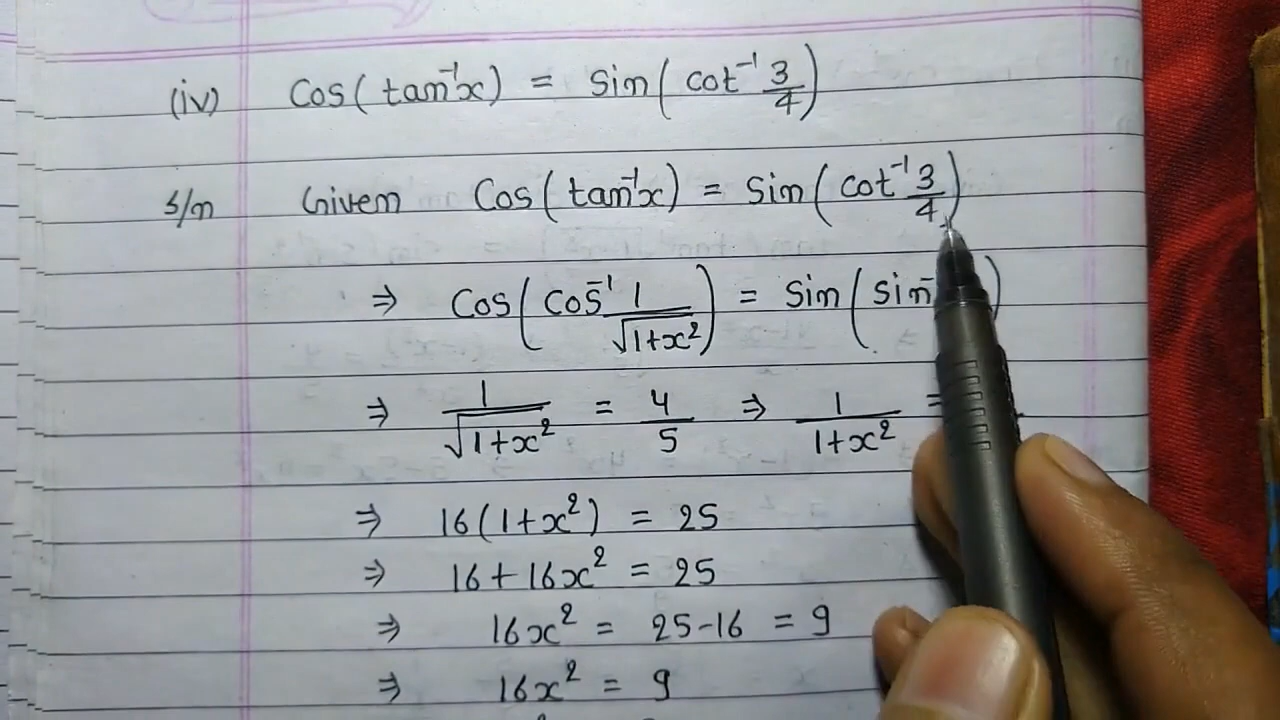 (iv) Cos(tan⁻¹x) = Sin(cot⁻¹ 3/4)
S/n Given Cos(tan⁻¹x) = Sin(cot⁻¹ 3/4)
⇒ Cos(Cos⁻¹ 1/√(1+x²)) = Sin(Sin⁻ )
⇒ 1/√(1+x²) = 4/5 ⇒ 1/(1+x²) =
⇒ 16(1+x²) = 25
⇒ 16+16x² = 25
⇒ 16x² = 25-16 = 9
⇒ 16x² = 9